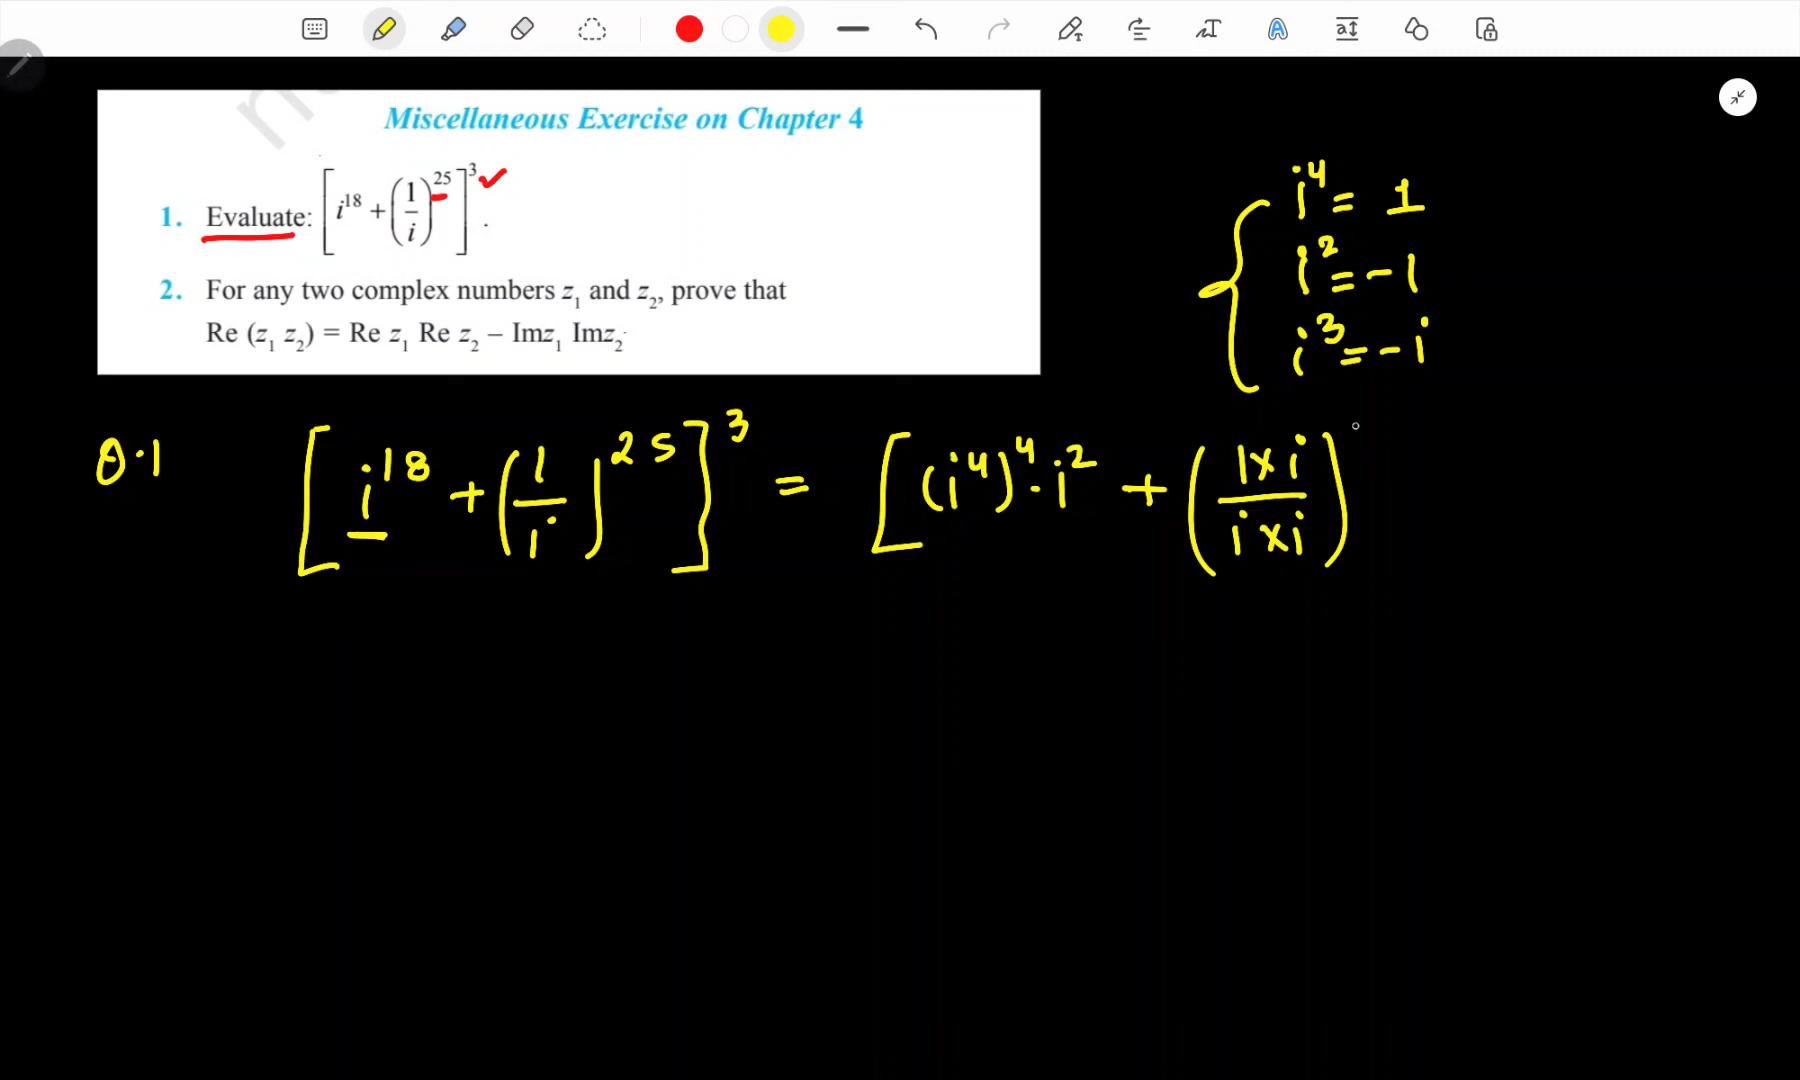 Miscellaneous Exercise on Chapter 4
1. Evaluate: [i^18 + (1/i)^25]^3 .
2. For any two complex numbers z₁ and z₂, prove that
Re (z₁ z₂) = Re z₁ Re z₂ – Imz₁ Imz₂.
i^4 = 1
i^2 = -1
i^3 = -i
Q.1 [i^18 + (1/i)^25]^3 = [(i^4)^4 · i^2 + (1×i / i×i)